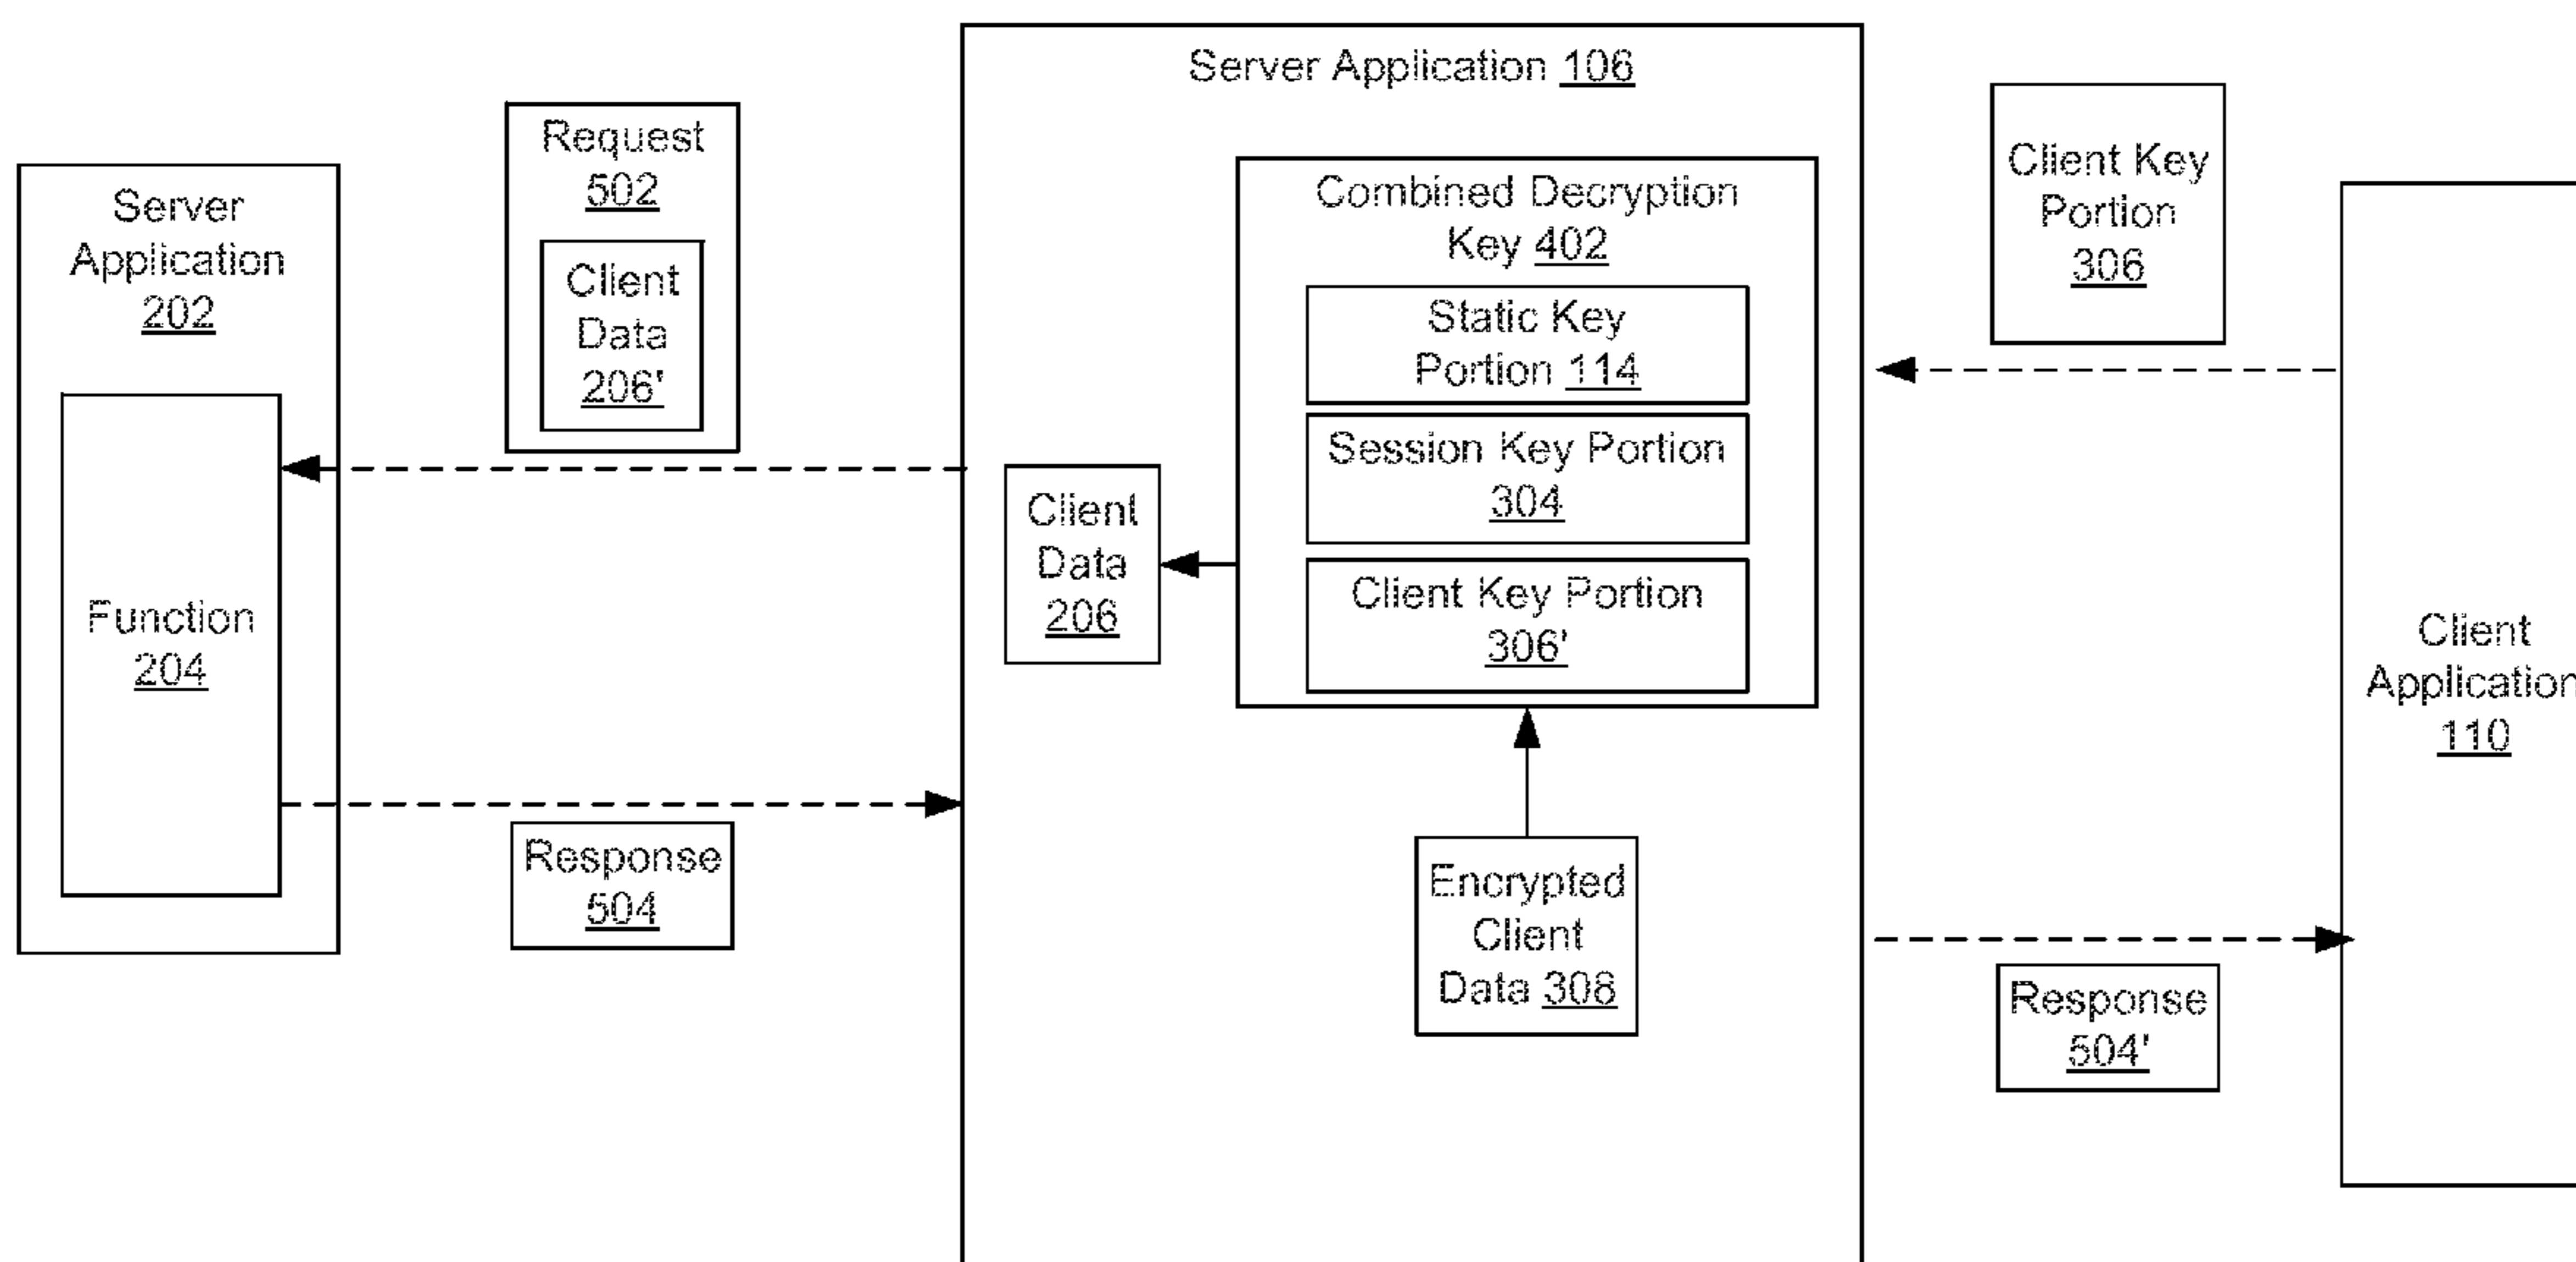 Server Application 106
Request
502
Client
Data
206'
Server
Application
202
Function
204
Response
504
Client
Data
206
Combined Decryption
Key 402
Static Key
Portion 114
Session Key Portion
304
Client Key Portion
306'
Encrypted
Client
Data 308
Client Key
Portion
306
Response
504'
Client
Application
110